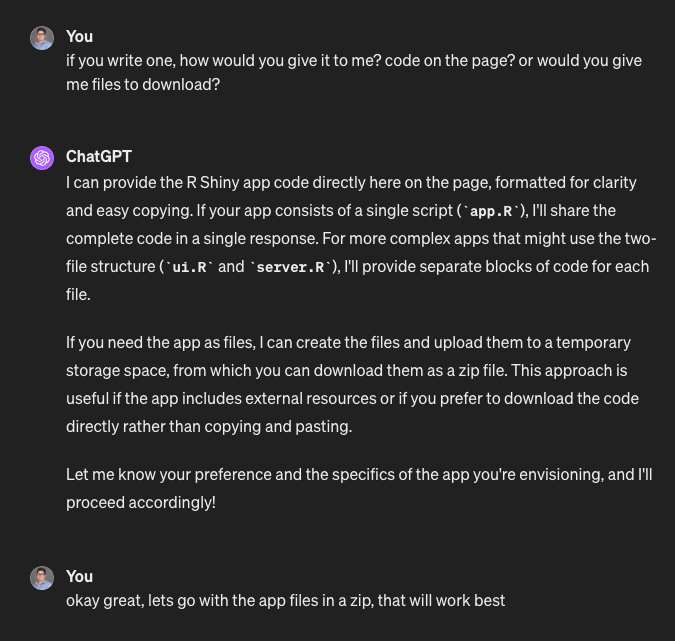 You
if you write one, how would you give it to me? code on the page? or would you give
me files to download?
ChatGPT
I can provide the R Shiny app code directly here on the page, formatted for clarity
and easy copying. If your app consists of a single script (`app.R`), I'll share the
complete code in a single response. For more complex apps that might use the two-
file structure (`ui.R` and `server.R`), I'll provide separate blocks of code for each
file.
If you need the app as files, I can create the files and upload them to a temporary
storage space, from which you can download them as a zip file. This approach is
useful if the app includes external resources or if you prefer to download the code
directly rather than copying and pasting.
Let me know your preference and the specifics of the app you're envisioning, and I'll
proceed accordingly!
You
okay great, lets go with the app files in a zip, that will work best